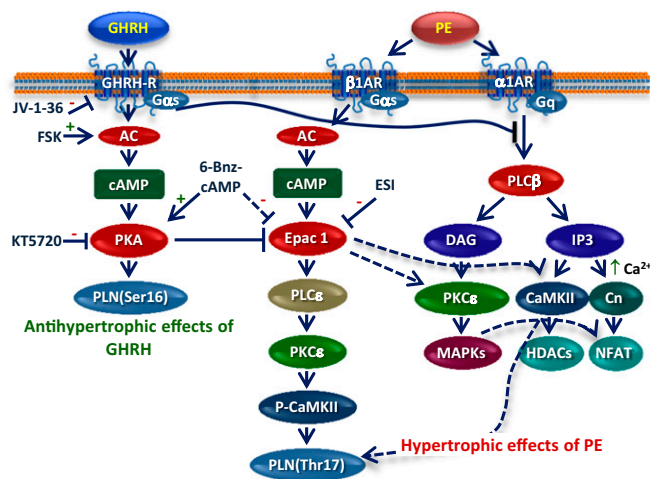 GHRH
PE
GHRH-R
β1AR
α1AR
Gαs
Gαs
Gq
JV-1-36
-
FSK
+
AC
AC
cAMP
6-Bnz-
cAMP
cAMP
ESI
PLCβ
+
-
-
KT5720
-
PKA
Epac 1
DAG
IP3
↑ Ca²⁺
PLN(Ser16)
PLCε
PKCε
CaMKII
Cn
Antihypertrophic effects of
GHRH
PKCε
MAPKs
HDACs
NFAT
P-CaMKII
Hypertrophic effects of PE
PLN(Thr17)